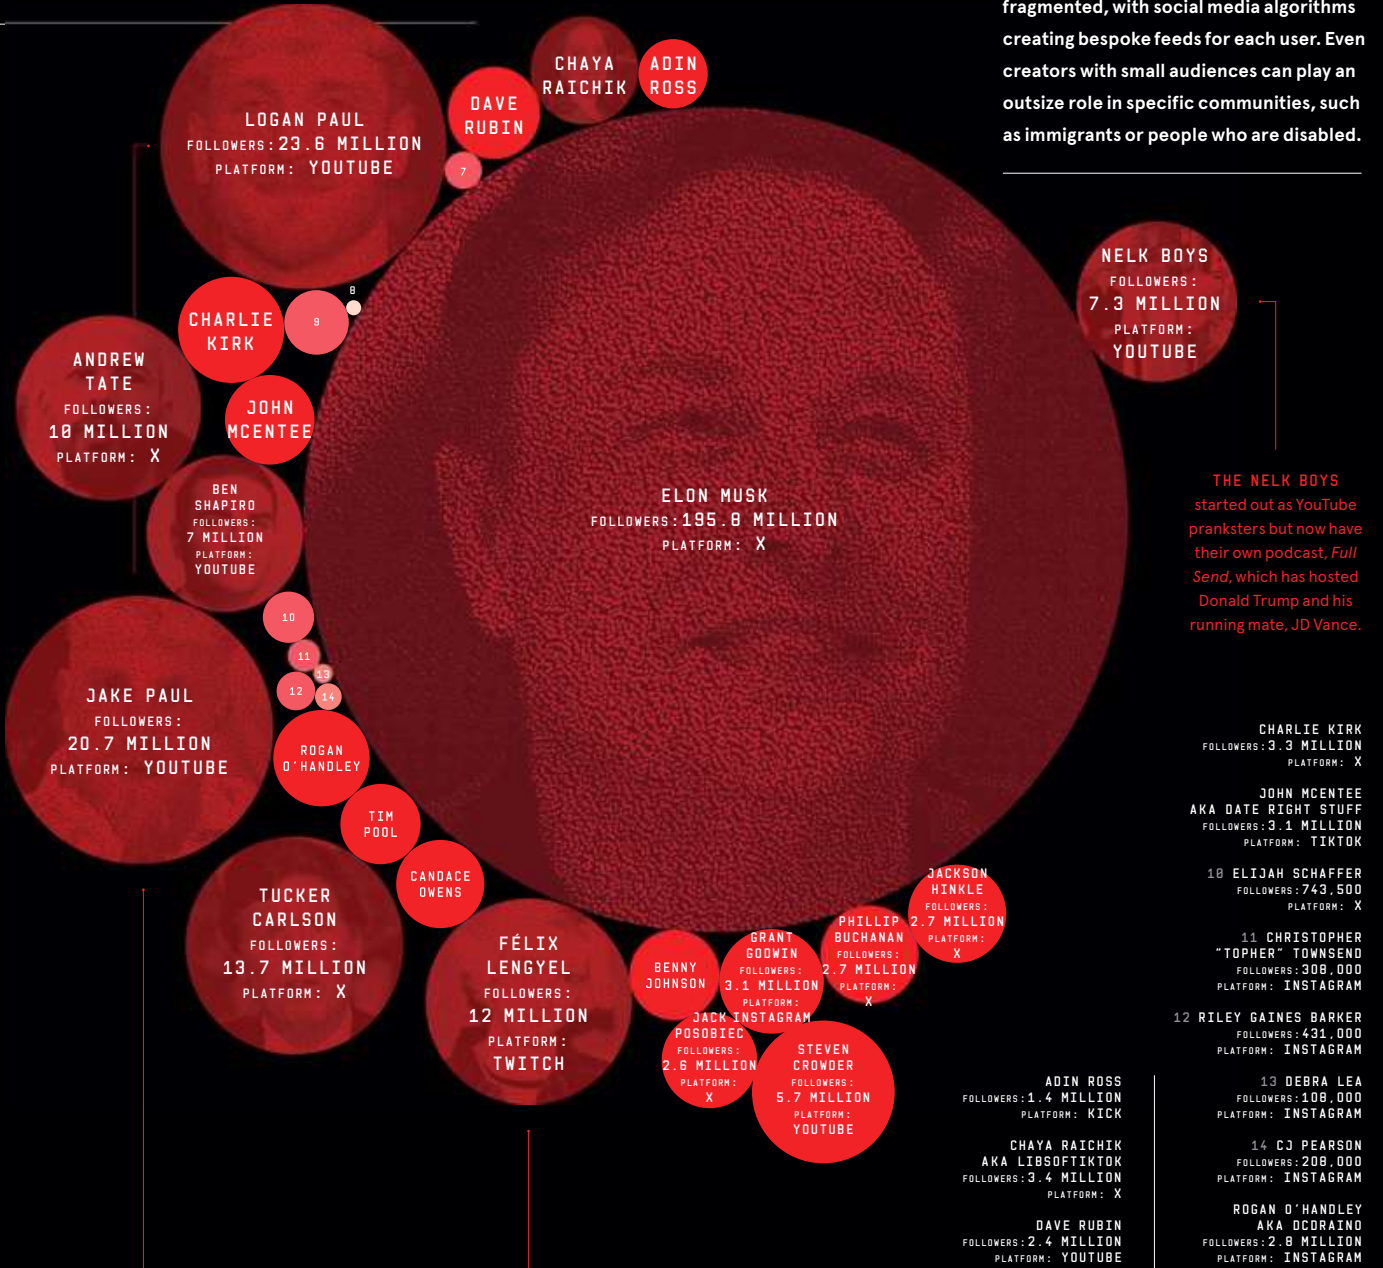 fragmented, with social media algorithms
creating bespoke feeds for each user. Even
creators with small audiences can play an
outsize role in specific communities, such
as immigrants or people who are disabled.
CHAYA
RAICHIK
ADIN
ROSS
DAVE
RUBIN
LOGAN PAUL
FOLLOWERS:23.6 MILLION
PLATFORM: YOUTUBE
7
NELK BOYS
FOLLOWERS:
7.3 MILLION
PLATFORM:
YOUTUBE
8
9
CHARLIE
KIRK
ANDREW
TATE
FOLLOWERS:
10 MILLION
PLATFORM: X
JOHN
MCENTEE
BEN
SHAPIRO
FOLLOWERS:
7 MILLION
PLATFORM:
YOUTUBE
ELON MUSK
FOLLOWERS:195.8 MILLION
PLATFORM: X
THE NELK BOYS
started out as YouTube
pranksters but now have
their own podcast, Full
Send, which has hosted
Donald Trump and his
running mate, JD Vance.
10
11
13
12
14
JAKE PAUL
FOLLOWERS:
20.7 MILLION
PLATFORM: YOUTUBE
ROGAN
O'HANDLEY
TIM
POOL
CANDACE
OWENS
TUCKER
CARLSON
FOLLOWERS:
13.7 MILLION
PLATFORM: X
FÉLIX
LENGYEL
FOLLOWERS:
12 MILLION
PLATFORM:
TWITCH
BENNY
JOHNSON
GRANT
GODWIN
FOLLOWERS:
3.1 MILLION
PLATFORM:
INSTAGRAM
PHILLIP
BUCHANAN
FOLLOWERS:
2.7 MILLION
PLATFORM:
X
JACKSON
HINKLE
FOLLOWERS:
2.7 MILLION
PLATFORM:
X
JACK
POSOBIEC
FOLLOWERS:
2.6 MILLION
PLATFORM:
X
STEVEN
CROWDER
FOLLOWERS:
5.7 MILLION
PLATFORM:
YOUTUBE
ADIN ROSS
FOLLOWERS:1.4 MILLION
PLATFORM: KICK
CHAYA RAICHIK
AKA LIBSOFTIKTOK
FOLLOWERS:3.4 MILLION
PLATFORM: X
DAVE RUBIN
FOLLOWERS:2.4 MILLION
PLATFORM: YOUTUBE
CHARLIE KIRK
FOLLOWERS:3.3 MILLION
PLATFORM: X
JOHN MCENTEE
AKA DATE RIGHT STUFF
FOLLOWERS:3.1 MILLION
PLATFORM: TIKTOK
10 ELIJAH SCHAFFER
FOLLOWERS:743,500
PLATFORM: X
11 CHRISTOPHER
"TOPHER" TOWNSEND
FOLLOWERS:308,000
PLATFORM: INSTAGRAM
12 RILEY GAINES BARKER
FOLLOWERS:431,000
PLATFORM: INSTAGRAM
13 DEBRA LEA
FOLLOWERS:108,000
PLATFORM: INSTAGRAM
14 CJ PEARSON
FOLLOWERS:208,000
PLATFORM: INSTAGRAM
ROGAN O'HANDLEY
AKA DCDRAINO
FOLLOWERS:2.8 MILLION
PLATFORM: INSTAGRAM